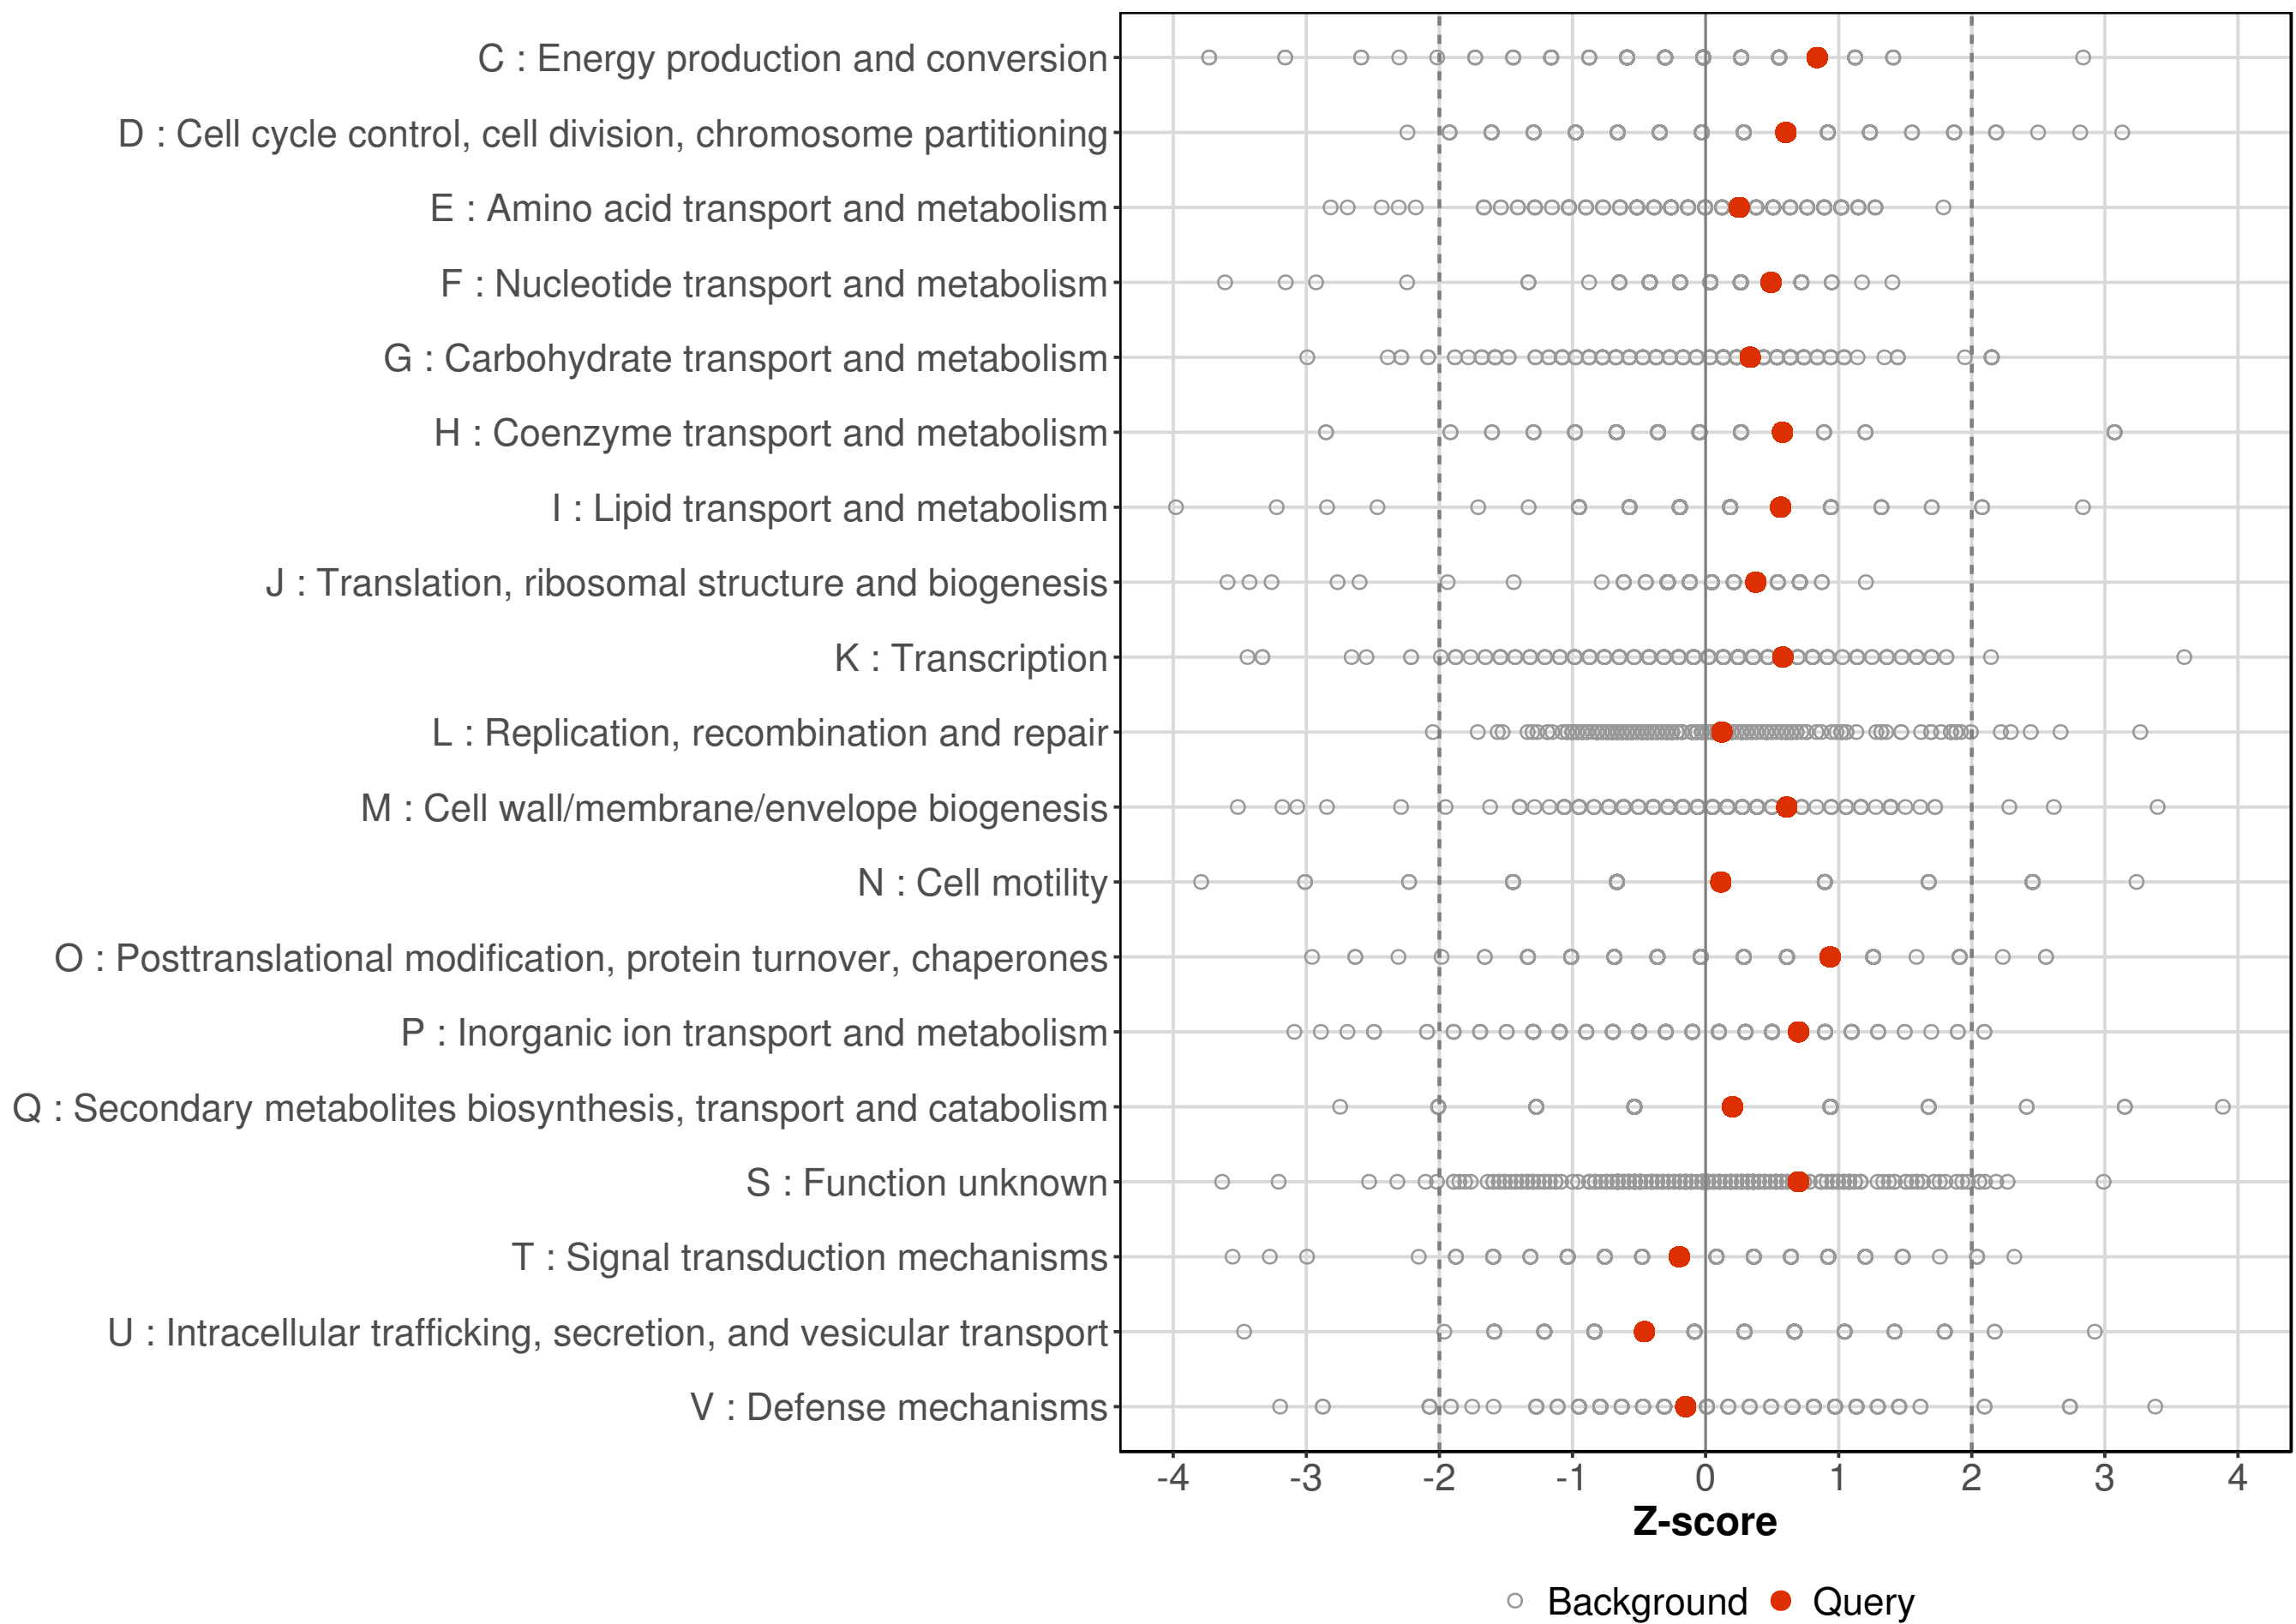 C : Energy production and conversion
D : Cell cycle control, cell division, chromosome partitioning
E : Amino acid transport and metabolism
F : Nucleotide transport and metabolism
G : Carbohydrate transport and metabolism
H : Coenzyme transport and metabolism
I : Lipid transport and metabolism
J : Translation, ribosomal structure and biogenesis
K : Transcription
L : Replication, recombination and repair
M : Cell wall/membrane/envelope biogenesis
N : Cell motility
O : Posttranslational modification, protein turnover, chaperones
P : Inorganic ion transport and metabolism
Q : Secondary metabolites biosynthesis, transport and catabolism
S : Function unknown
T : Signal transduction mechanisms
U : Intracellular trafficking, secretion, and vesicular transport
V : Defense mechanisms
-4 -3 -2 -1 0 1 2 3 4
Z-score
Background Query